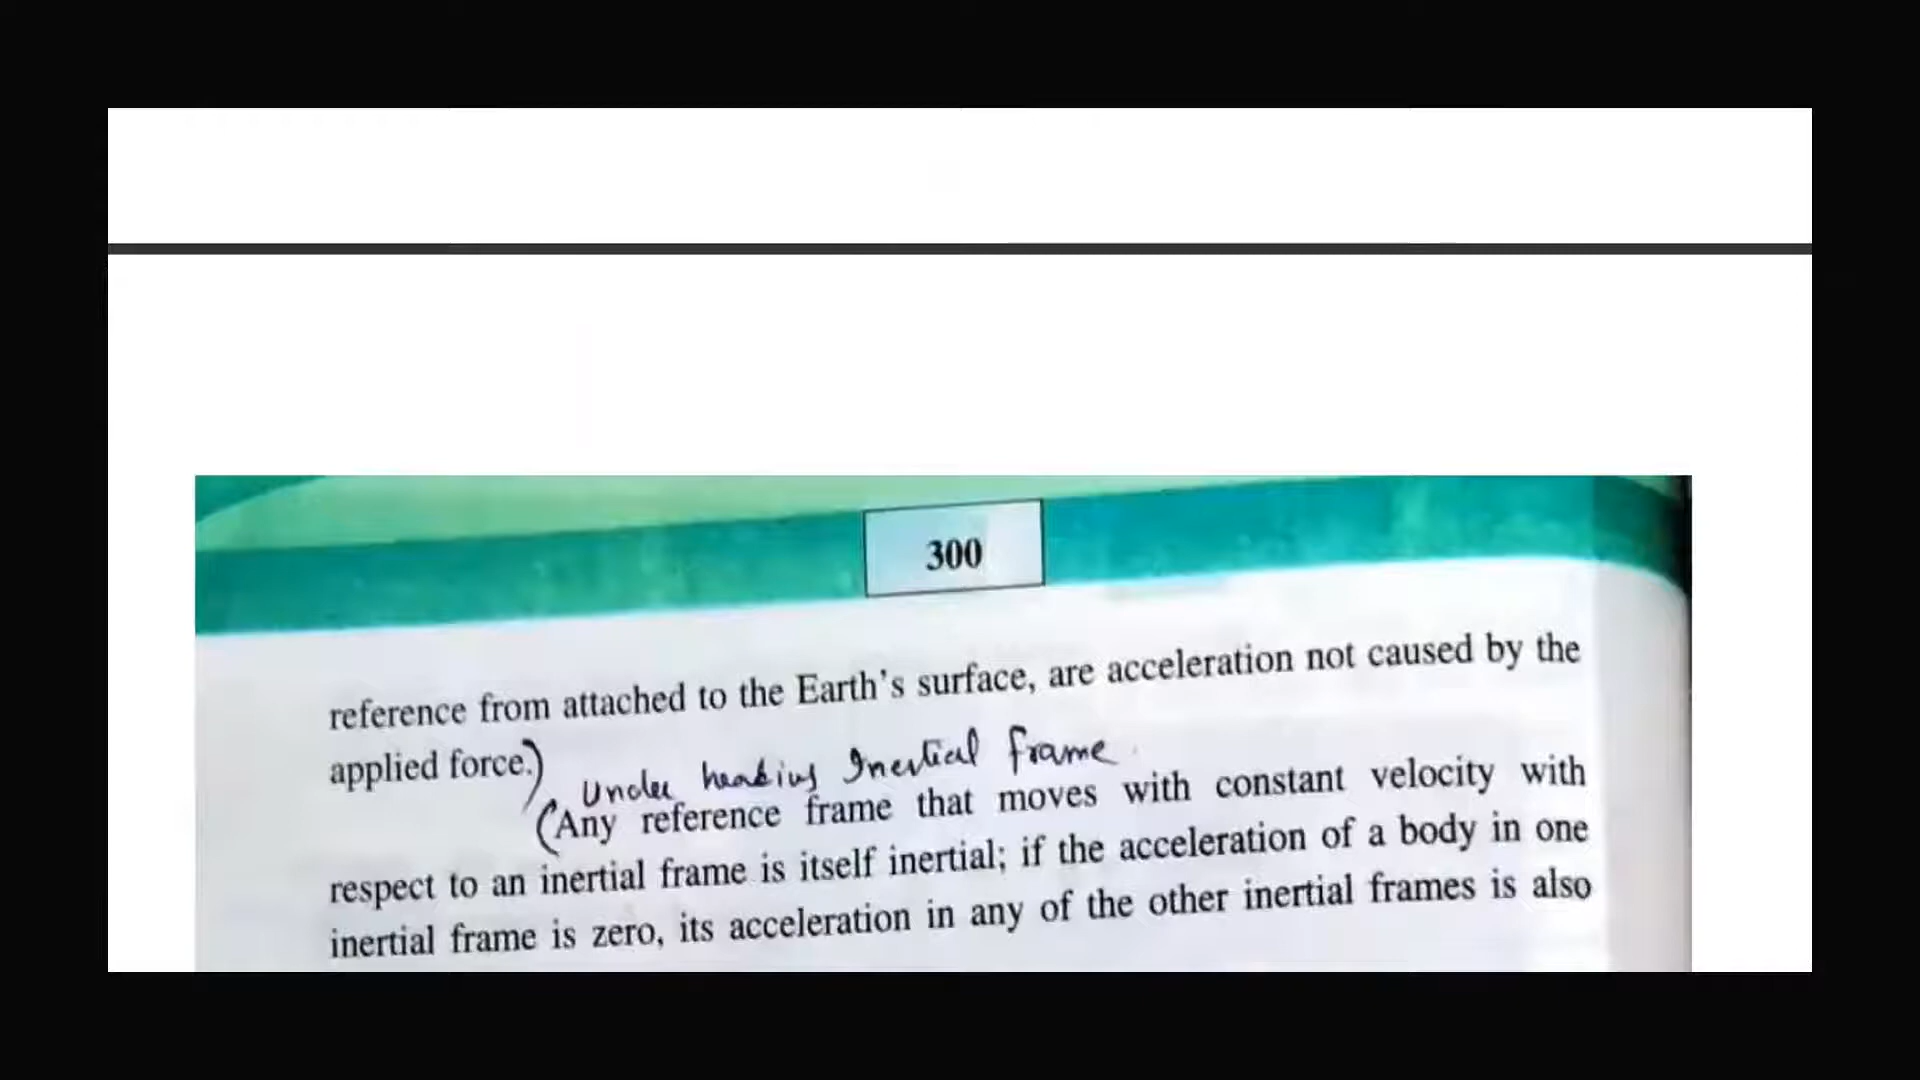 300
reference from attached to the Earth's surface, are acceleration not caused by the
applied force.)
Under heading Inertial frame.
(Any reference frame that moves with constant velocity with
respect to an inertial frame is itself inertial; if the acceleration of a body in one
inertial frame is zero, its acceleration in any of the other inertial frames is also